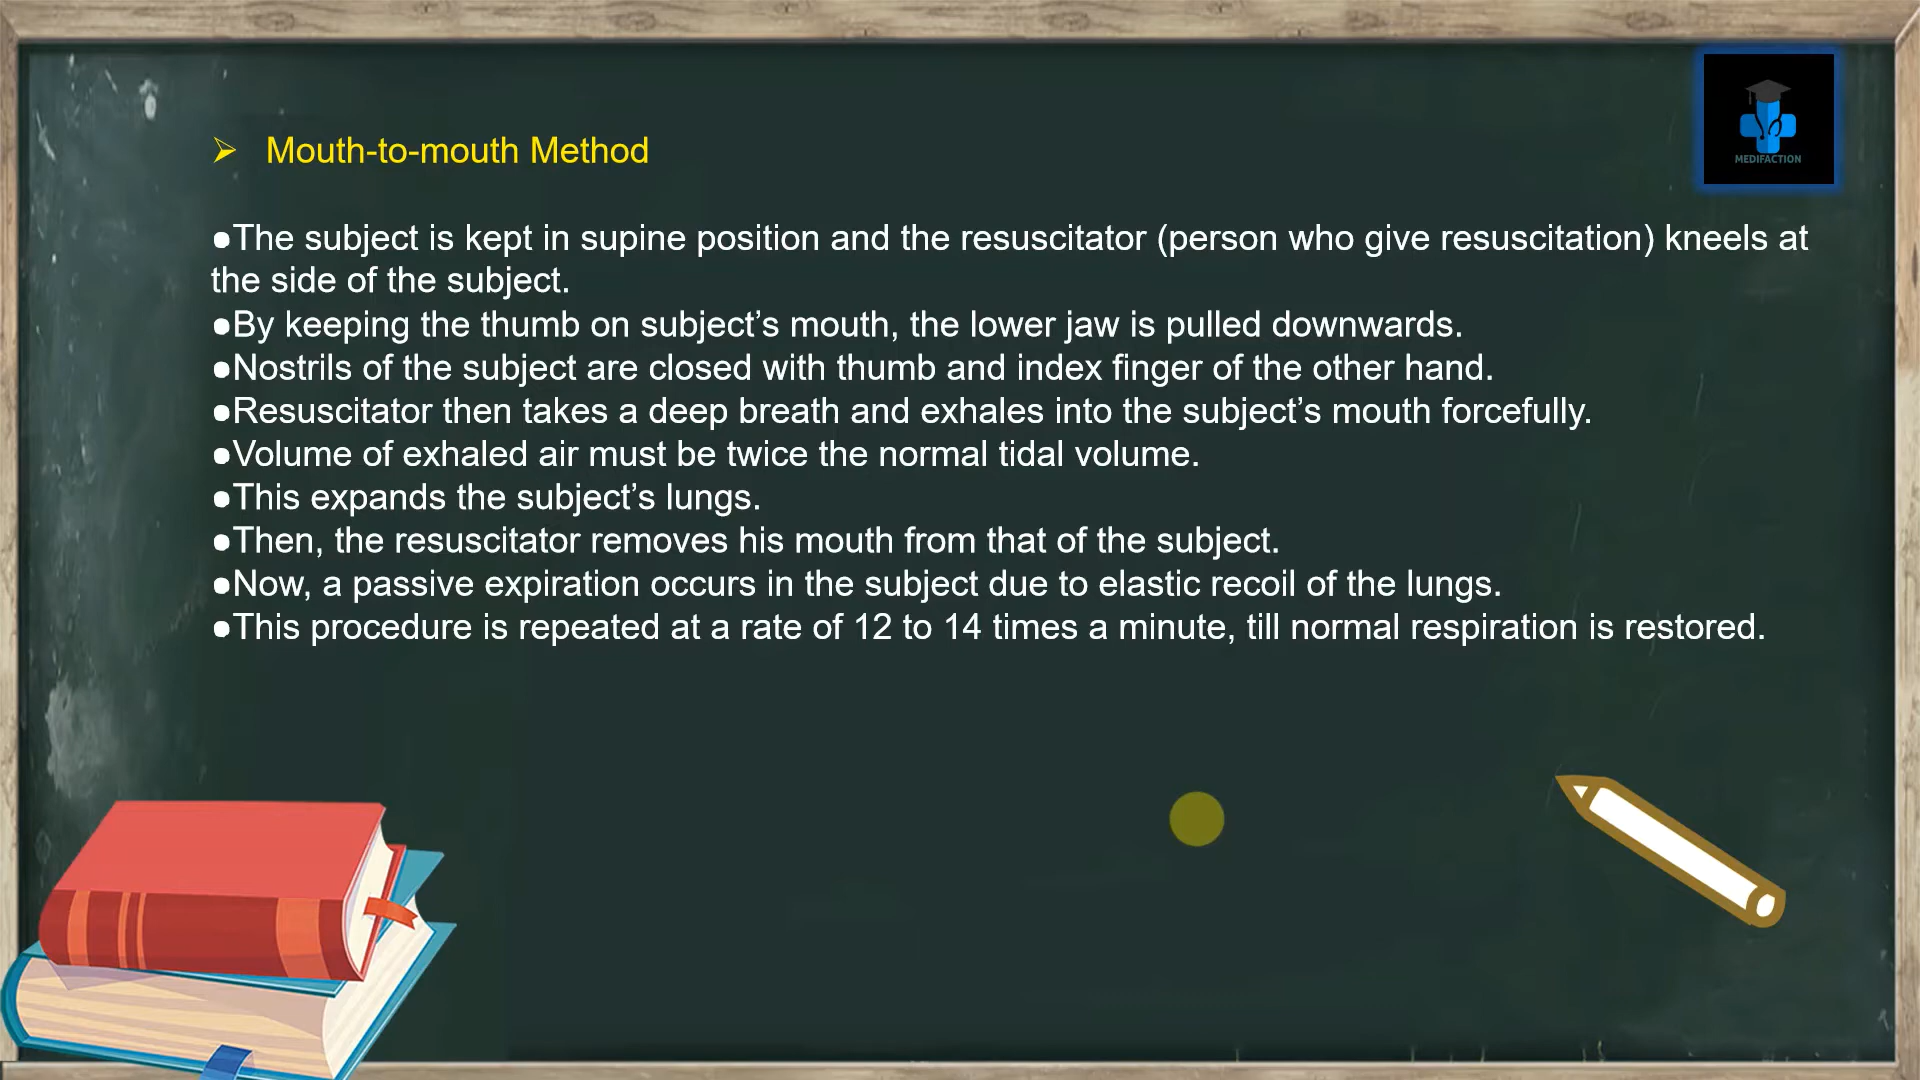 ➢ Mouth-to-mouth Method
MEDIFACTION
●The subject is kept in supine position and the resuscitator (person who give resuscitation) kneels at
the side of the subject.
●By keeping the thumb on subject’s mouth, the lower jaw is pulled downwards.
●Nostrils of the subject are closed with thumb and index finger of the other hand.
●Resuscitator then takes a deep breath and exhales into the subject’s mouth forcefully.
●Volume of exhaled air must be twice the normal tidal volume.
●This expands the subject’s lungs.
●Then, the resuscitator removes his mouth from that of the subject.
●Now, a passive expiration occurs in the subject due to elastic recoil of the lungs.
●This procedure is repeated at a rate of 12 to 14 times a minute, till normal respiration is restored.